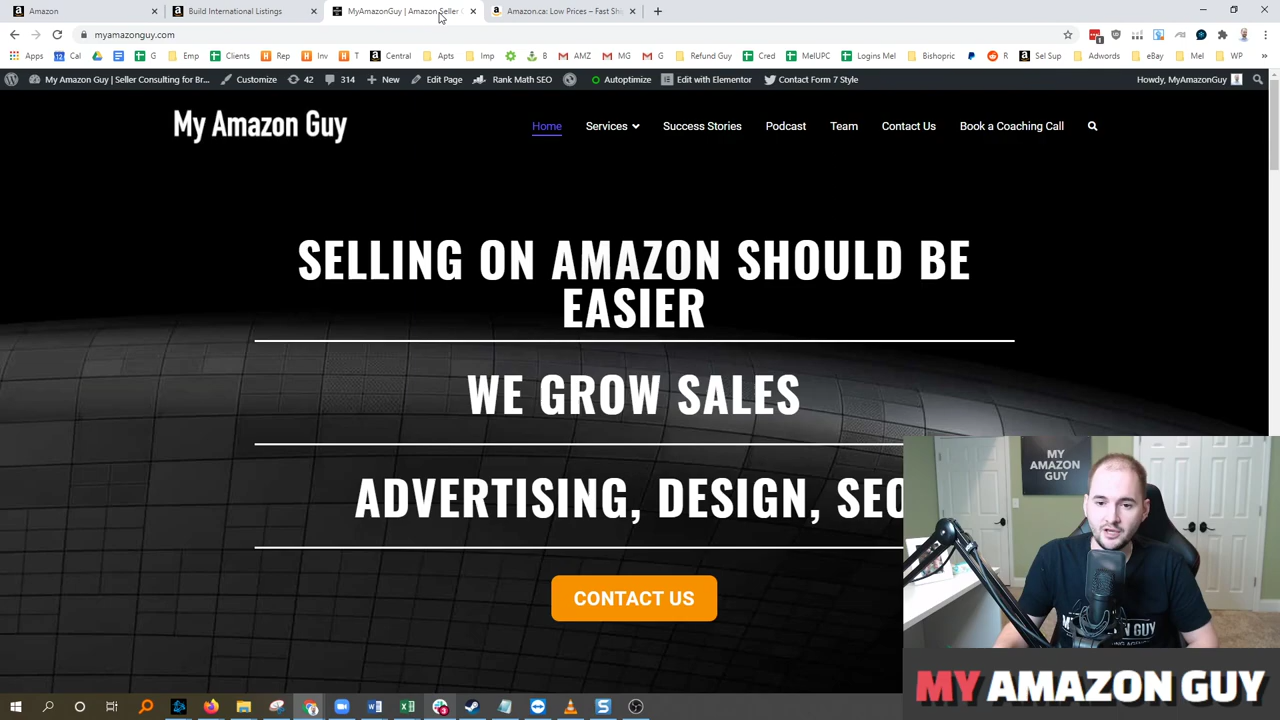 Amazon
Build International Listings
MyAmazonGuy | Amazon Seller
Amazon.ca: Low Prices – Fast Shi
myamazonguy.com
Apps
Cal
G
Emp
Clients
Rep
Inv
Central
Apts
Imp
B
AMZ
MG
G
Refund Guy
Cred
MelUPC
Logins Mel
Bishopric
R
Sel Sup
Adwords
eBay
Mel
WP
»
My Amazon Guy | Seller Consulting for Br...
Customize
42
314
New
Edit Page
Rank Math SEO
Autoptimize
Edit with Elementor
Contact Form 7 Style
Howdy, MyAmazonGuy
My Amazon Guy
Home
Services
Success Stories
Podcast
Team
Contact Us
Book a Coaching Call
SELLING ON AMAZON SHOULD BE
EASIER
WE GROW SALES
ADVERTISING, DESIGN, SEO
CONTACT US
MY
AMAZON
GUY
MY AMAZON GUY